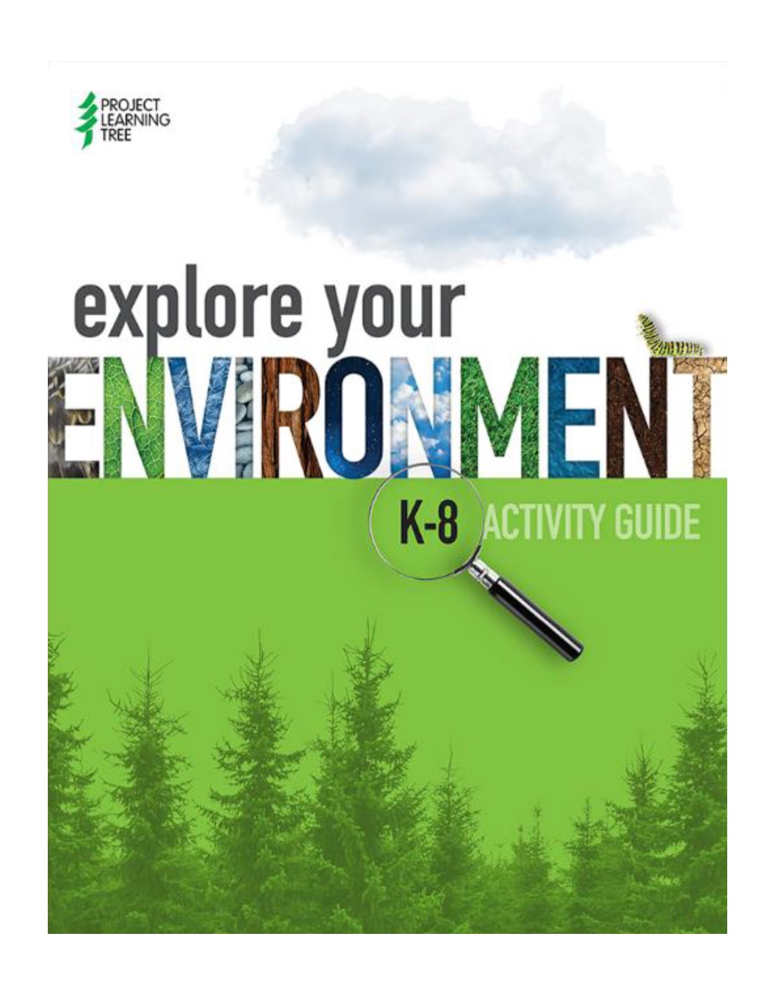 PROJECT
LEARNING
TREE
explore your
ENVIRONMENT
K-8 ACTIVITY GUIDE